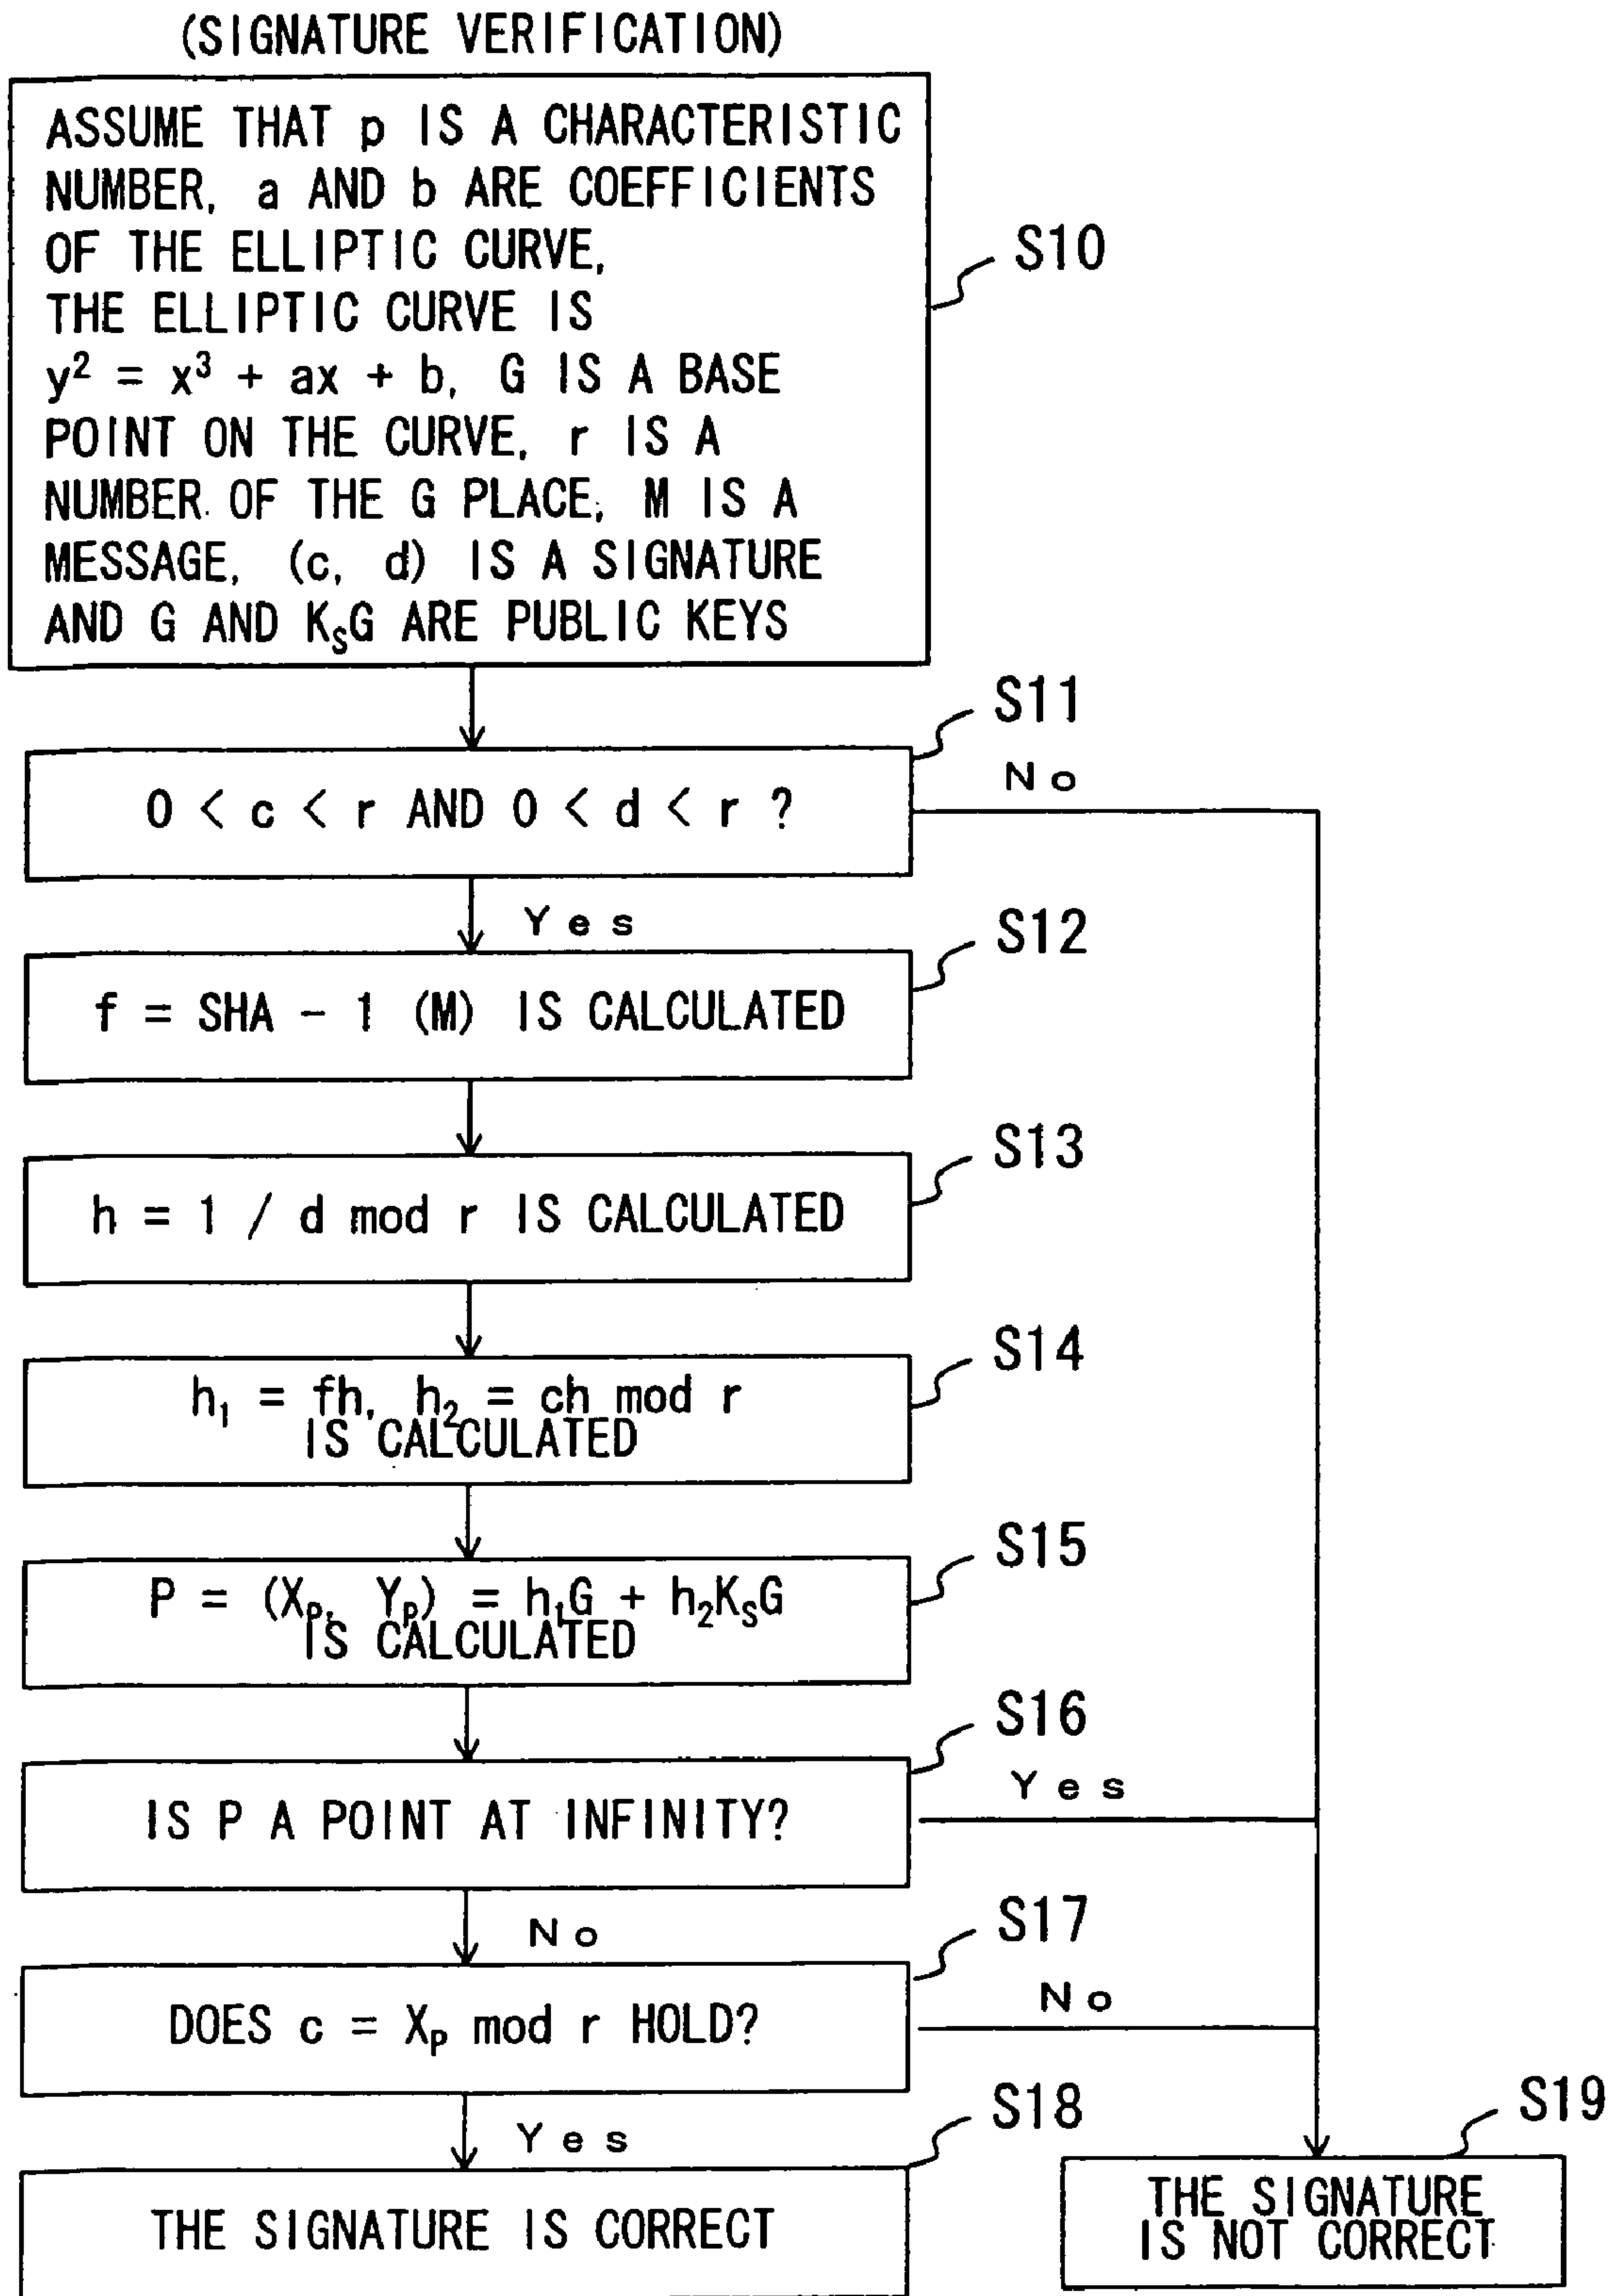 (SIGNATURE VERIFICATION)
ASSUME THAT p IS A CHARACTERISTIC
NUMBER, a AND b ARE COEFFICIENTS
OF THE ELLIPTIC CURVE,
THE ELLIPTIC CURVE IS
y² = x³ + ax + b, G IS A BASE
POINT ON THE CURVE, r IS A
NUMBER OF THE G PLACE, M IS A
MESSAGE, (c, d) IS A SIGNATURE
AND G AND KₛG ARE PUBLIC KEYS
S10
S11
0 < c < r AND 0 < d < r ?
No
Yes
S12
f = SHA - 1 (M) IS CALCULATED
S13
h = 1 / d mod r IS CALCULATED
S14
h₁ = fh, h₂ = ch mod r
IS CALCULATED
S15
P = (Xₚ, Yₚ) = h₁G + h₂KₛG
IS CALCULATED
S16
IS P A POINT AT INFINITY?
Yes
No
S17
DOES c = Xₚ mod r HOLD?
No
Yes
S18
THE SIGNATURE IS CORRECT
S19
THE SIGNATURE
IS NOT CORRECT